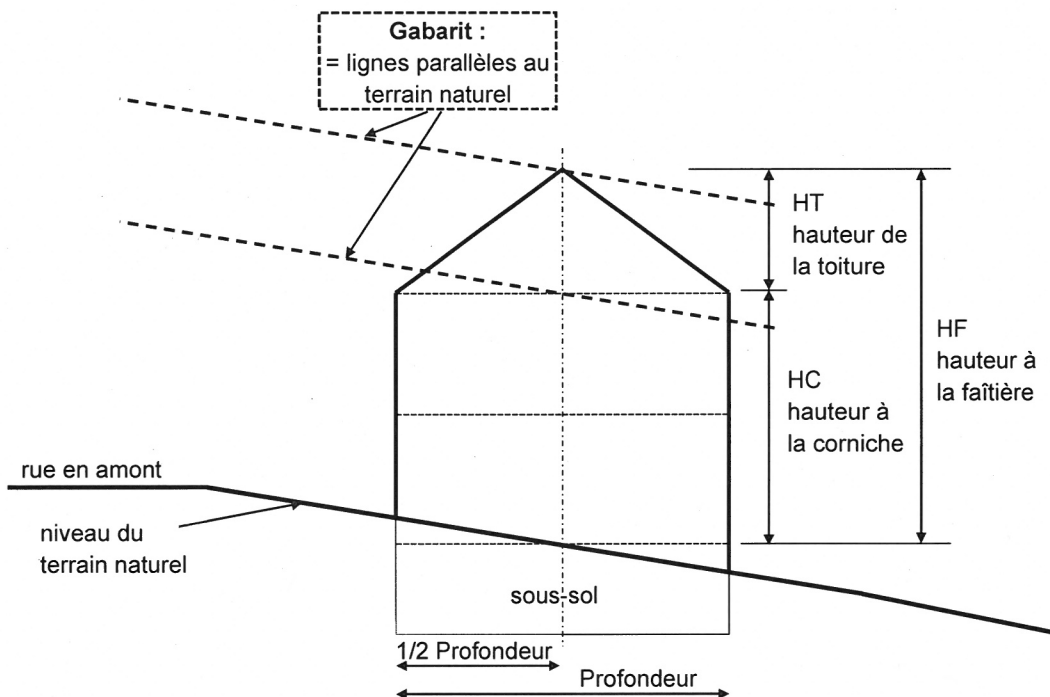 Gabarit :
= lignes parallèles au
terrain naturel
HT
hauteur de
la toiture
HF
hauteur à
la faîtière
HC
hauteur à
la corniche
rue en amont
niveau du
terrain naturel
sous-sol
1/2 Profondeur
Profondeur